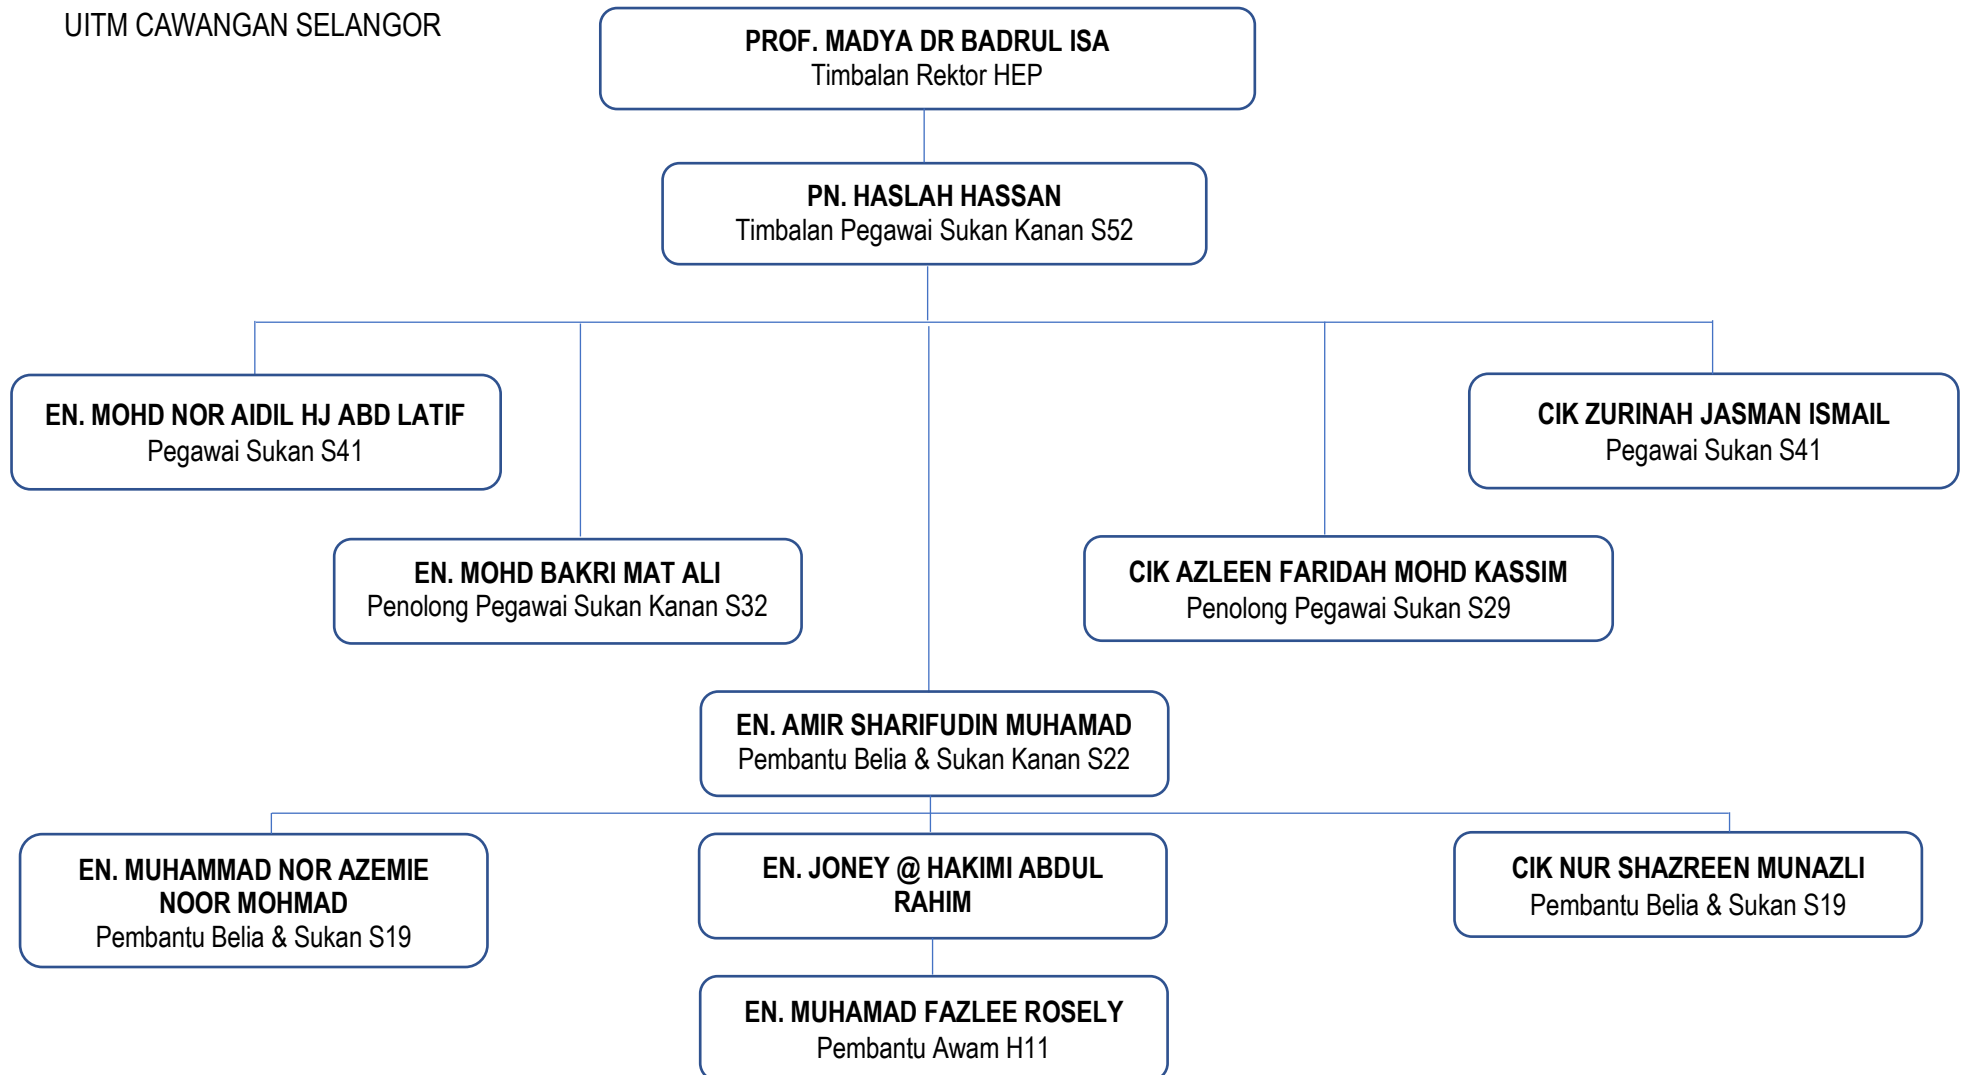 UITM CAWANGAN SELANGOR
PROF. MADYA DR BADRUL ISA
Timbalan Rektor HEP
PN. HASLAH HASSAN
Timbalan Pegawai Sukan Kanan S52
EN. MOHD NOR AIDIL HJ ABD LATIF
Pegawai Sukan S41
CIK ZURINAH JASMAN ISMAIL
Pegawai Sukan S41
EN. MOHD BAKRI MAT ALI
Penolong Pegawai Sukan Kanan S32
CIK AZLEEN FARIDAH MOHD KASSIM
Penolong Pegawai Sukan S29
EN. AMIR SHARIFUDIN MUHAMAD
Pembantu Belia & Sukan Kanan S22
EN. MUHAMMAD NOR AZEMIE
NOOR MOHMAD
Pembantu Belia & Sukan S19
EN. JONEY @ HAKIMI ABDUL
RAHIM
CIK NUR SHAZREEN MUNAZLI
Pembantu Belia & Sukan S19
EN. MUHAMAD FAZLEE ROSELY
Pembantu Awam H11